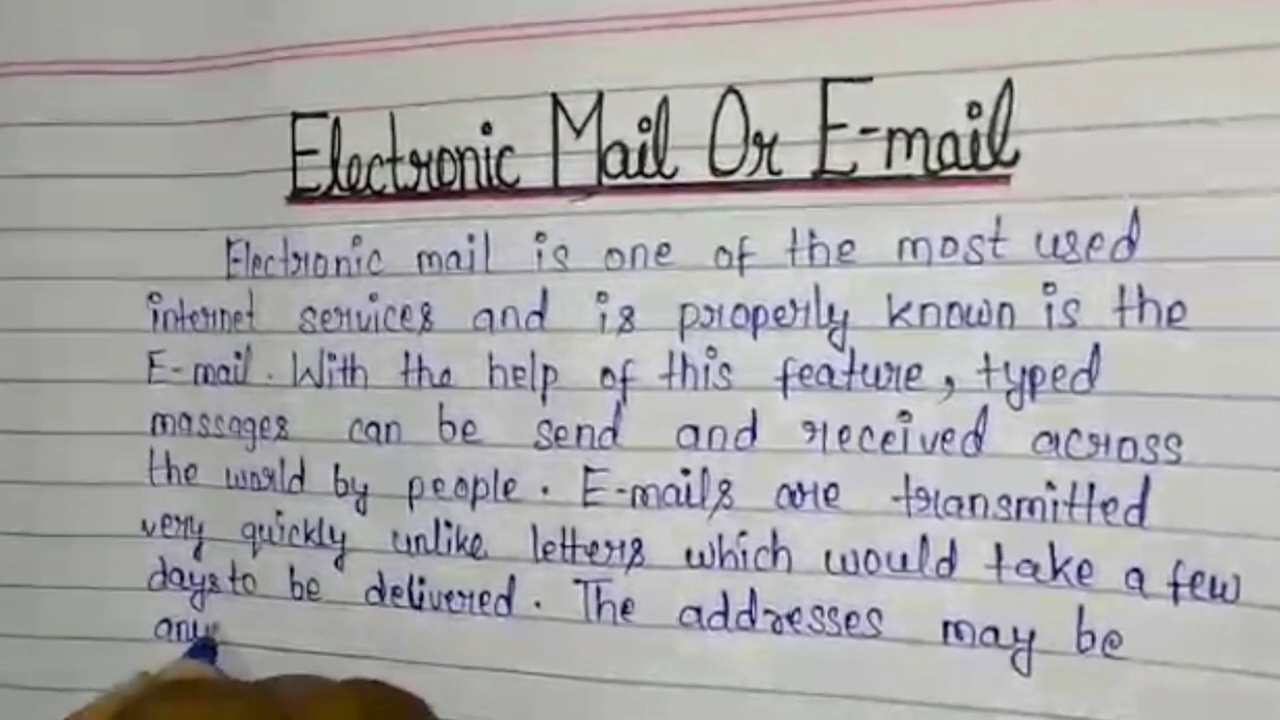 Electronic Mail Or E-mail
Electronic mail is one of the most used
internet services and is properly known is the
E-mail. With the help of this feature, typed
massages can be send and received across
the world by people. E-mails are transmitted
very quickly unlike letters which would take a few
days to be delivered. The addresses may be